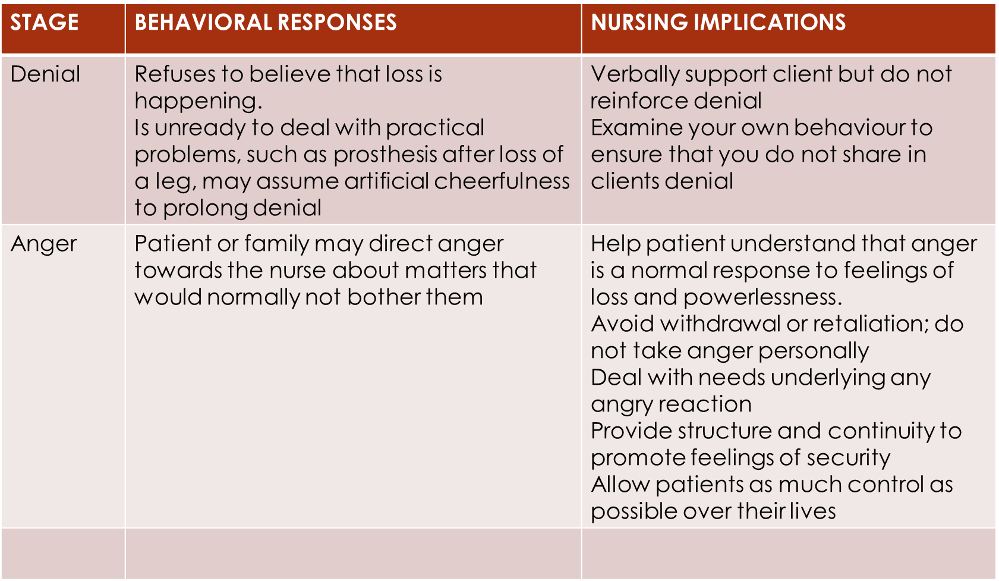 STAGE
BEHAVIORAL RESPONSES
NURSING IMPLICATIONS
Denial
Refuses to believe that loss is
happening.
Is unready to deal with practical
problems, such as prosthesis after loss of
a leg, may assume artificial cheerfulness
to prolong denial
Verbally support client but do not
reinforce denial
Examine your own behaviour to
ensure that you do not share in
clients denial
Anger
Patient or family may direct anger
towards the nurse about matters that
would normally not bother them
Help patient understand that anger
is a normal response to feelings of
loss and powerlessness.
Avoid withdrawal or retaliation; do
not take anger personally
Deal with needs underlying any
angry reaction
Provide structure and continuity to
promote feelings of security
Allow patients as much control as
possible over their lives